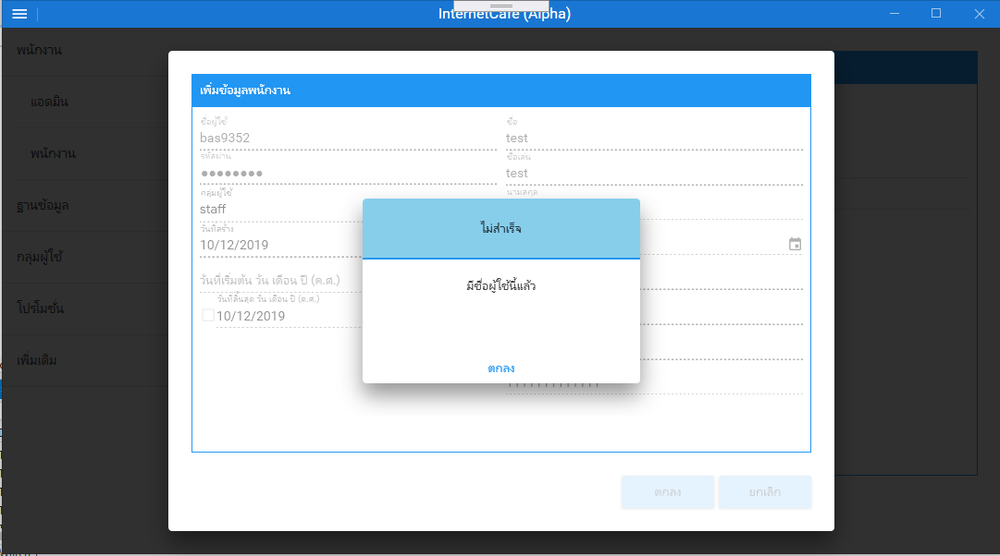 InternetCafe (Alpha)
พนักงาน
แอดมิน
พนักงาน
ฐานข้อมูล
กลุ่มผู้ใช้
โปรโมชั่น
เพิ่มเติม
เพิ่มข้อมูลพนักงาน
ชื่อผู้ใช้
bas9352
รหัสผ่าน
กลุ่มผู้ใช้
staff
วันที่สร้าง
10/12/2019
วันที่เริ่มต้น วัน เดือน ปี (ค.ศ.)
วันที่สิ้นสุด วัน เดือน ปี (ค.ศ.)
10/12/2019
ชื่อ
test
ชื่อเล่น
test
นามสกุล
ไม่สำเร็จ
มีชื่อผู้ใช้นี้แล้ว
ตกลง
ตกลง
ยกเลิก